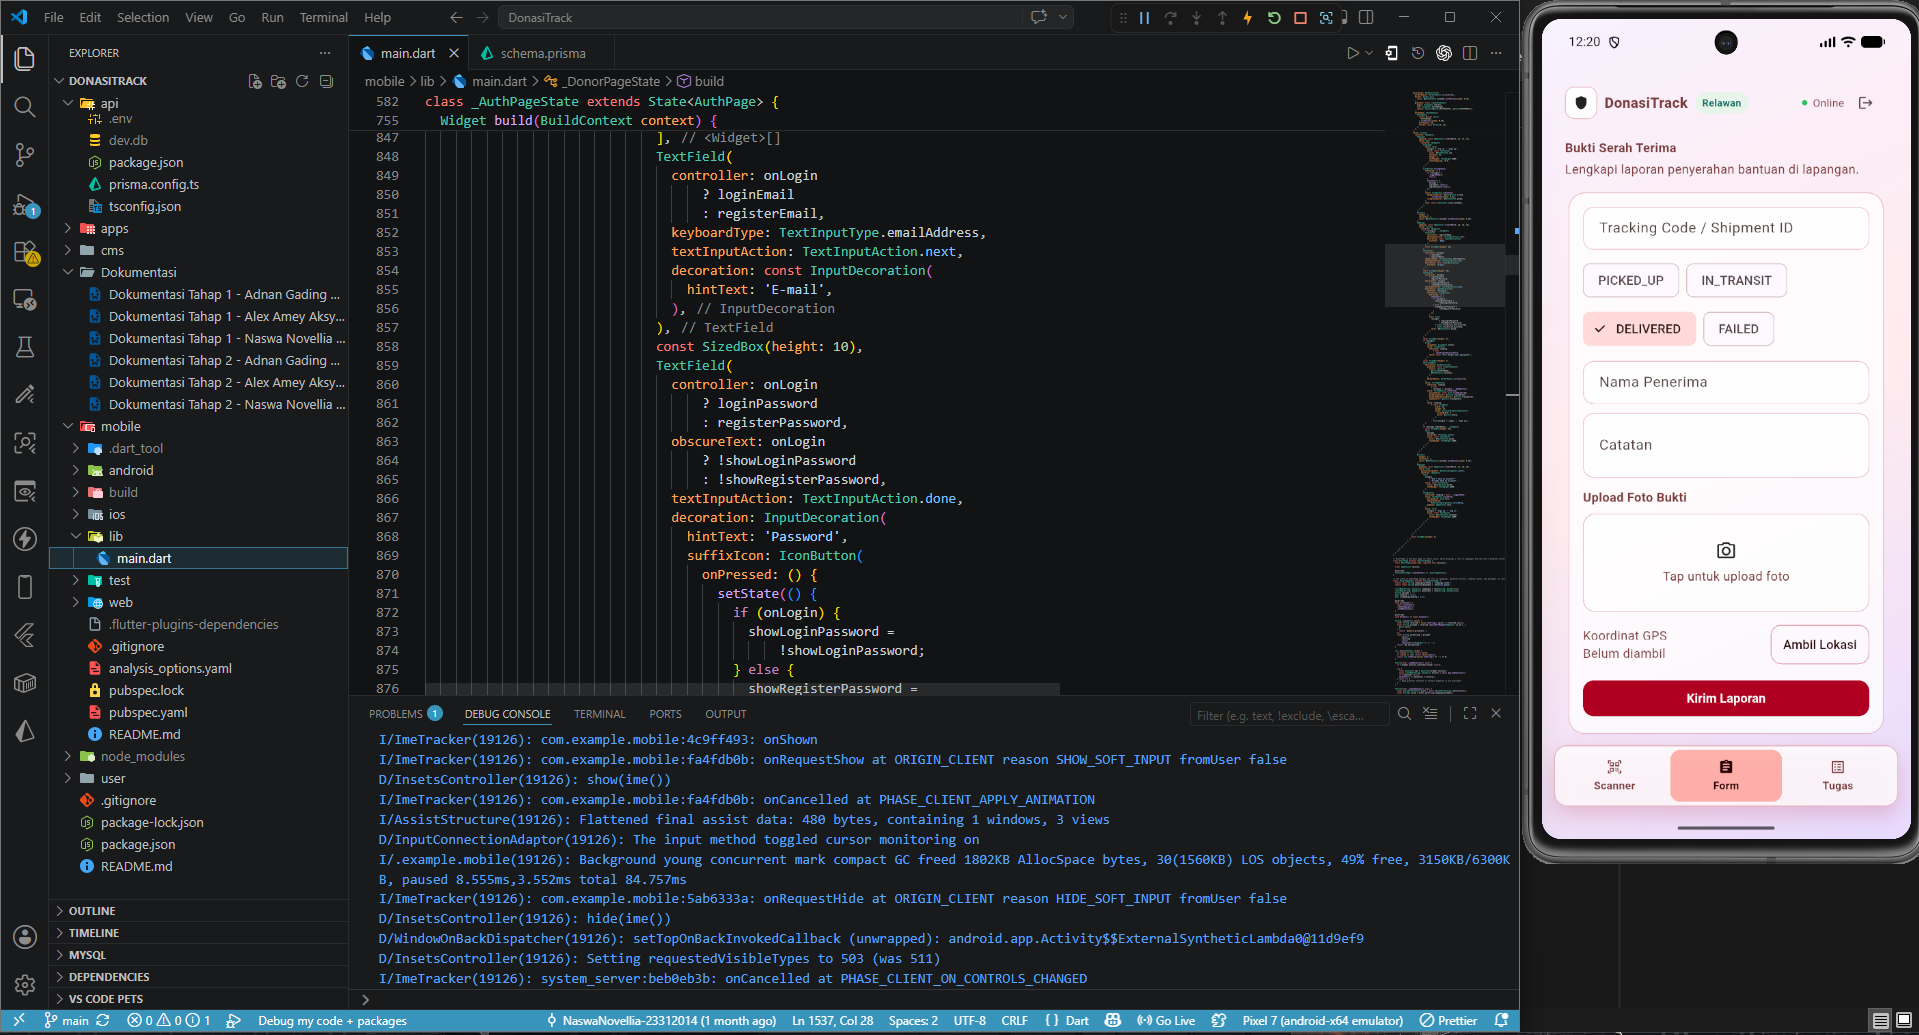 File Edit Selection View Go Run Terminal Help
DonasiTrack
EXPLORER
DONASITRACK
api
.env
dev.db
package.json
prisma.config.ts
tsconfig.json
apps
cms
Dokumentasi
Dokumentasi Tahap 1 - Adnan Gading ...
Dokumentasi Tahap 1 - Alex Amey Aksy...
Dokumentasi Tahap 1 - Naswa Novellia ...
Dokumentasi Tahap 2 - Adnan Gading ...
Dokumentasi Tahap 2 - Alex Amey Aksy...
Dokumentasi Tahap 2 - Naswa Novellia ...
mobile
.dart_tool
android
build
ios
lib
main.dart
test
web
.flutter-plugins-dependencies
.gitignore
analysis_options.yaml
pubspec.lock
pubspec.yaml
README.md
node_modules
user
.gitignore
package-lock.json
package.json
README.md
OUTLINE
TIMELINE
MYSQL
DEPENDENCIES
VS CODE PETS
main.dart schema.prisma
mobile > lib > main.dart > _DonorPageState > build
582 class _AuthPageState extends State<AuthPage> {
755 Widget build(BuildContext context) {
847 ], // <Widget>[]
848 TextField(
849 controller: onLogin
850 ? loginEmail
851 : registerEmail,
852 keyboardType: TextInputType.emailAddress,
853 textInputAction: TextInputAction.next,
854 decoration: const InputDecoration(
855 hintText: 'E-mail',
856 ), // InputDecoration
857 ), // TextField
858 const SizedBox(height: 10),
859 TextField(
860 controller: onLogin
861 ? loginPassword
862 : registerPassword,
863 obscureText: onLogin
864 ? !showLoginPassword
865 : !showRegisterPassword,
866 textInputAction: TextInputAction.done,
867 decoration: InputDecoration(
868 hintText: 'Password',
869 suffixIcon: IconButton(
870 onPressed: () {
871 setState(() {
872 if (onLogin) {
873 showLoginPassword =
874 !showLoginPassword;
875 } else {
876 showRegisterPassword =
PROBLEMS 1 DEBUG CONSOLE TERMINAL PORTS OUTPUT
Filter (e.g. text, !exclude, \esca...
I/ImeTracker(19126): com.example.mobile:4c9ff493: onShown
I/ImeTracker(19126): com.example.mobile:fa4fdb0b: onRequestShow at ORIGIN_CLIENT reason SHOW_SOFT_INPUT fromUser false
D/InsetsController(19126): show(ime())
I/ImeTracker(19126): com.example.mobile:fa4fdb0b: onCancelled at PHASE_CLIENT_APPLY_ANIMATION
I/AssistStructure(19126): Flattened final assist data: 480 bytes, containing 1 windows, 3 views
D/InputConnectionAdaptor(19126): The input method toggled cursor monitoring on
I/.example.mobile(19126): Background young concurrent mark compact GC freed 1802KB AllocSpace bytes, 30(1560KB) LOS objects, 49% free, 3150KB/6300K
B, paused 8.555ms,3.552ms total 84.757ms
I/ImeTracker(19126): com.example.mobile:5ab6333a: onRequestHide at ORIGIN_CLIENT reason HIDE_SOFT_INPUT fromUser false
D/InsetsController(19126): hide(ime())
D/WindowOnBackDispatcher(19126): setTopOnBackInvokedCallback (unwrapped): android.app.Activity$$ExternalSyntheticLambda0@11d9ef9
D/InsetsController(19126): Setting requestedVisibleTypes to 503 (was 511)
I/ImeTracker(19126): system_server:beb0eb3b: onCancelled at PHASE_CLIENT_ON_CONTROLS_CHANGED
main 0 0 1 Debug my code + packages NaswaNovellia-23312014 (1 month ago) Ln 1537, Col 28 Spaces: 2 UTF-8 CRLF {} Dart Go Live Pixel 7 (android-x64 emulator) Prettier
1
12:20
DonasiTrack Relawan Online
Bukti Serah Terima
Lengkapi laporan penyerahan bantuan di lapangan.
Tracking Code / Shipment ID
PICKED_UP IN_TRANSIT
DELIVERED FAILED
Nama Penerima
Catatan
Upload Foto Bukti
Tap untuk upload foto
Koordinat GPS
Belum diambil
Ambil Lokasi
Kirim Laporan
Scanner Form Tugas